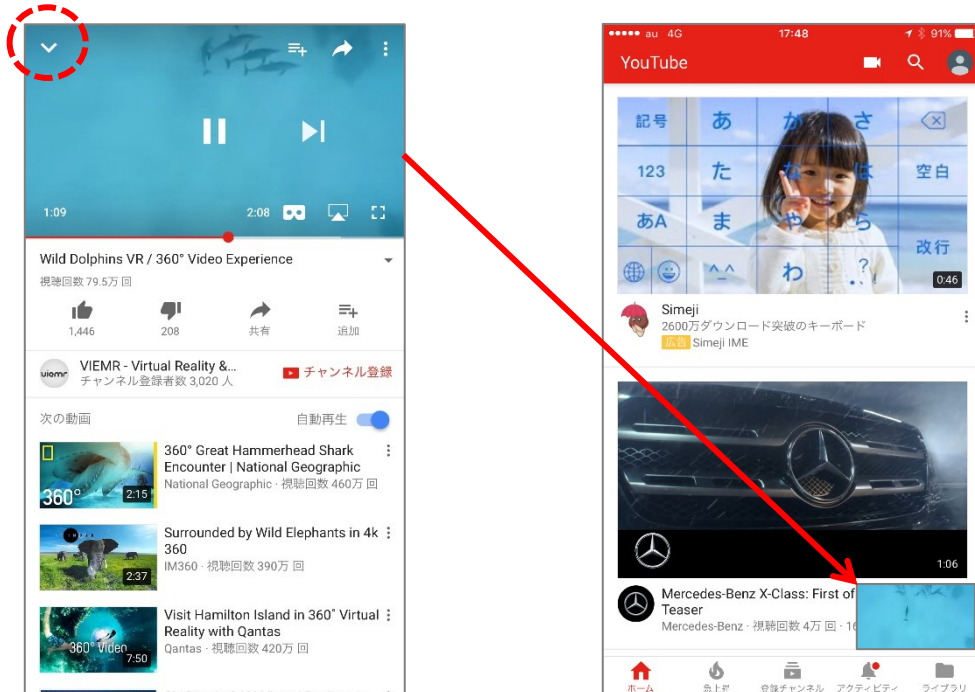 1:09
2:08
Wild Dolphins VR / 360° Video Experience
視聴回数 79.5万 回
1,446
208
共有
追加
viemr
VIEMR - Virtual Reality &...
チャンネル登録者数 3,020 人
チャンネル登録
次の動画
自動再生
360° Great Hammerhead Shark
Encounter | National Geographic
National Geographic · 視聴回数 460万 回
360°
2:15
Surrounded by Wild Elephants in 4k
360
IM360 · 視聴回数 390万 回
2:37
Visit Hamilton Island in 360˚ Virtual
Reality with Qantas
Qantas · 視聴回数 420万 回
360° Video
7:50
au 4G
17:48
91%
YouTube
記号
あ
か
さ
123
た
な
は
空白
あA
ま
や
ら
改行
^_^
わ
、。?!
0:46
Simeji
2600万ダウンロード突破のキーボード
広告 Simeji IME
1:06
Mercedes-Benz X-Class: First of
Teaser
Mercedes-Benz · 視聴回数 4万 回 · 16
ホーム
急上昇
登録チャンネル
アクティビティ
ライブラリ